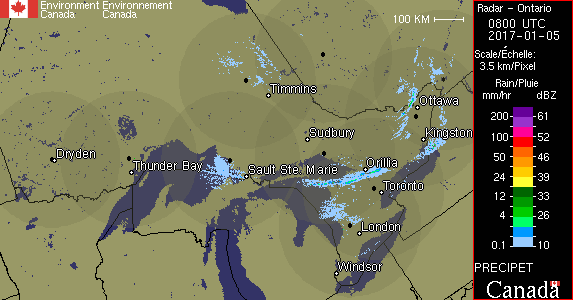 Environment Environnement
Canada Canada
100 KM
Timmins
Ottawa
Sudbury
Kingston
Dryden
Thunder Bay
Sault Ste. Marie
Orillia
Toronto
London
Windsor
Radar - Ontario
0800 UTC
2017-01-05
Scale/Échelle:
3.5 km/Pixel
Rain/Pluie
mm/hr dBZ
200 61
100 52
50 46
24 39
12 33
4 26
1 18
0.1 10
PRECIPET
Canada